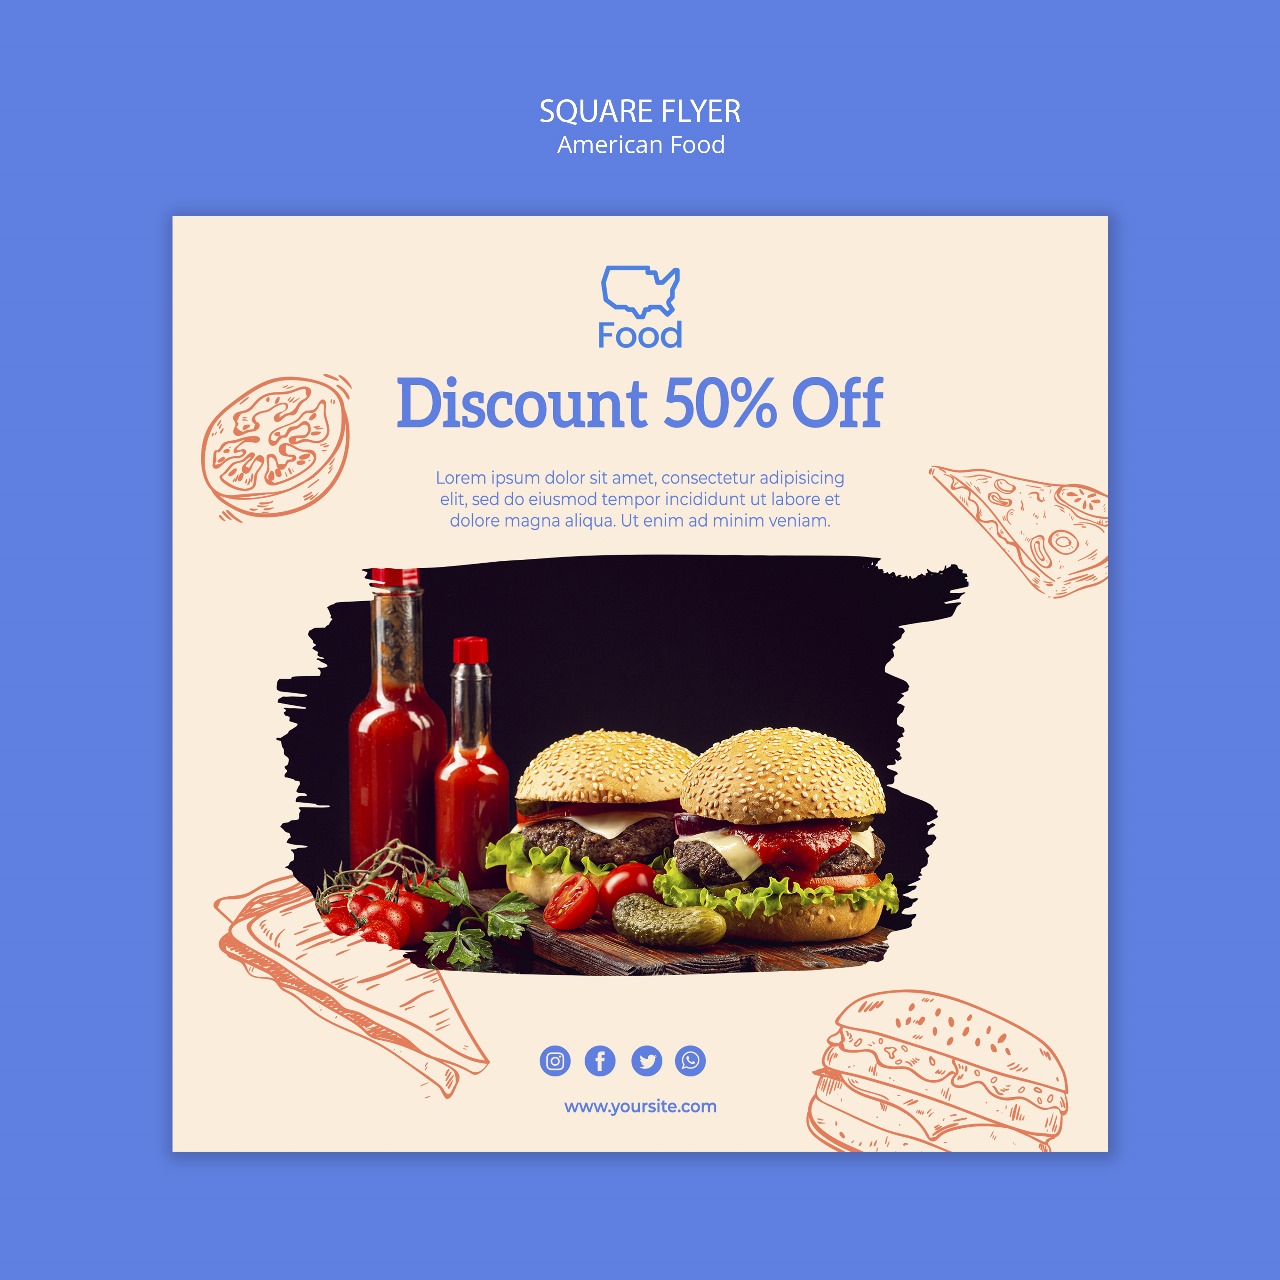 SQUARE FLYER
American Food
Food
Discount 50% Off
Lorem ipsum dolor sit amet, consectetur adipisicing
elit, sed do eiusmod tempor incididunt ut labore et
dolore magna aliqua. Ut enim ad minim veniam.
www.yoursite.com